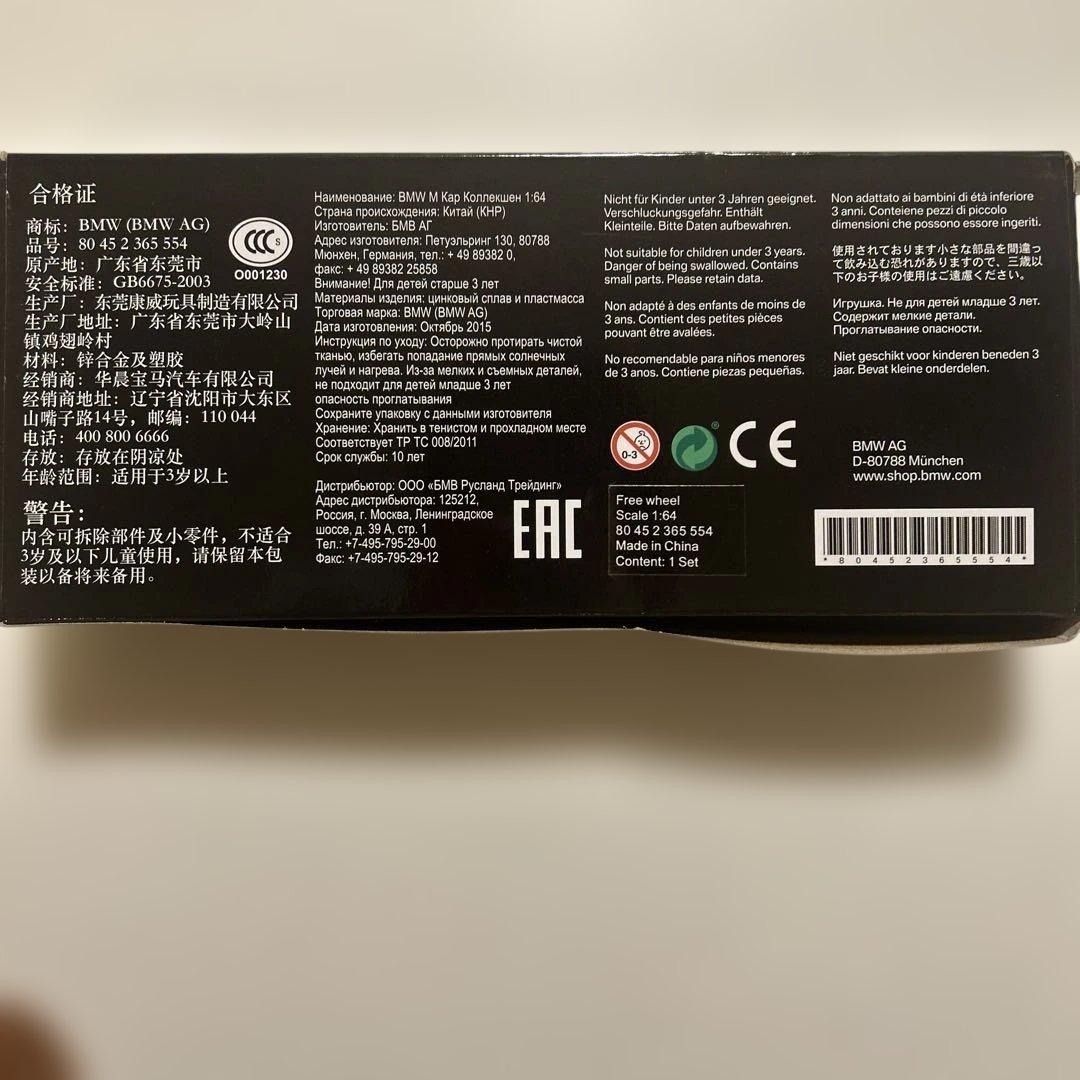 合格证
商标：BMW (BMW AG)
品号：80 45 2 365 554
原产地：广东省东莞市
安全标准：GB6675-2003
生产厂：东莞康威玩具制造有限公司
生产厂地址：广东省东莞市大岭山
镇鸡翅岭村
材料：锌合金及塑胶
经销商：华晨宝马汽车有限公司
经销商地址：辽宁省沈阳市大东区
山嘴子路14号，邮编：110 044
电话：400 800 6666
存放：存放在阴凉处
年龄范围：适用于3岁以上
警告：
内含可拆除部件及小零件，不适合
3岁及以下儿童使用，请保留本包
装以备将来备用。
CCC S
O001230
Наименование: BMW M Кар Коллекшен 1:64
Страна происхождения: Китай (КНР)
Изготовитель: БМВ АГ
Адрес изготовителя: Петуэльринг 130, 80788
Мюнхен, Германия, тел.: + 49 89382 0,
факс: + 49 89382 25858
Внимание! Для детей старше 3 лет
Материалы изделия: цинковый сплав и пластмасса
Торговая марка: BMW (BMW AG)
Дата изготовления: Октябрь 2015
Инструкция по уходу: Осторожно протирать чистой
тканью, избегать попадание прямых солнечных
лучей и нагрева. Из-за мелких и съемных деталей,
не подходит для детей младше 3 лет
опасность проглатывания
Сохраните упаковку с данными изготовителя
Хранение: Хранить в тенистом и прохладном месте
Соответствует ТР ТС 008/2011
Срок службы: 10 лет
Дистрибьютор: ООО «БМВ Русланд Трейдинг»
Адрес дистрибьютора: 125212,
Россия, г. Москва, Ленинградское
шоссе, д. 39 А, стр. 1
Тел.: +7-495-795-29-00
Факс: +7-495-795-29-12
EAC
Nicht für Kinder unter 3 Jahren geeignet.
Verschluckungsgefahr. Enthält
Kleinteile. Bitte Daten aufbewahren.
Not suitable for children under 3 years.
Danger of being swallowed. Contains
small parts. Please retain data.
Non adapté à des enfants de moins de
3 ans. Contient des petites pièces
pouvant être avalées.
No recomendable para niños menores
de 3 anos. Contiene piezas pequeñas.
0-3
® CE
Free wheel
Scale 1:64
80 45 2 365 554
Made in China
Content: 1 Set
Non adattato ai bambini di étà inferiore
3 anni. Conteiene pezzi di piccolo
dimensioni che possono essere ingeriti.
使用されております小さな部品を間違っ
て飲み込む恐れがありますので、三歳以
下のお子様の使用はご遠慮ください。
Игрушка. Не для детей младше 3 лет.
Содержит мелкие детали.
Проглатывание опасности.
Niet geschikt voor kinderen beneden 3
jaar. Bevat kleine onderdelen.
BMW AG
D-80788 München
www.shop.bmw.com
*80452365554*